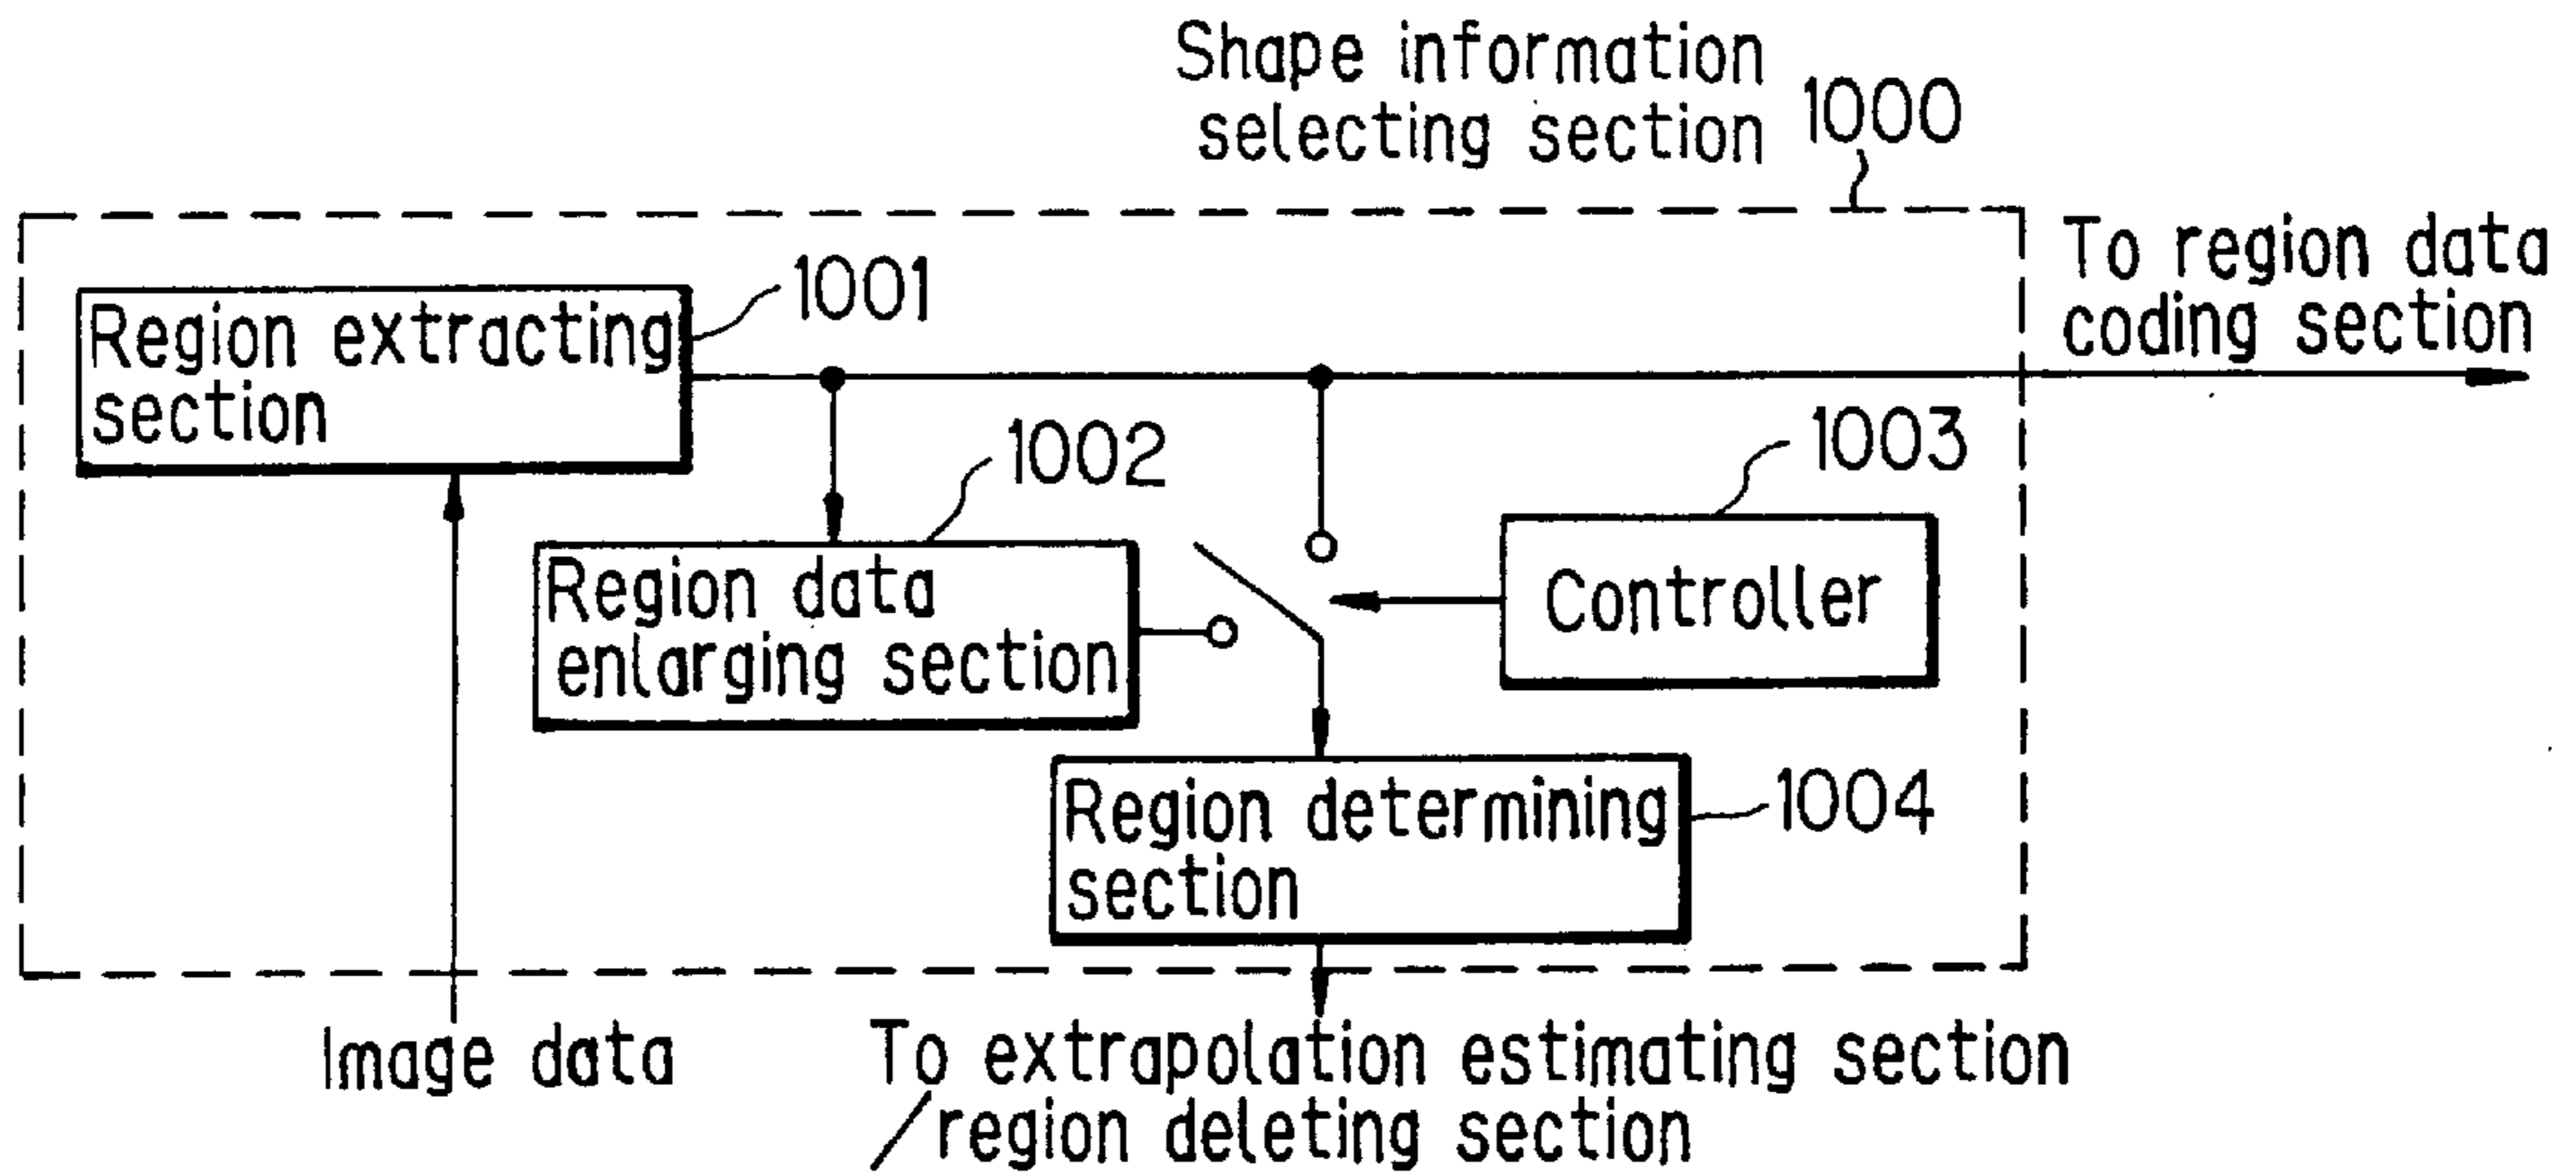 Shape information
selecting section 1000
To region data
coding section
1001
Region extracting
section
1002
1003
Region data
enlarging section
Controller
Region determining
section
1004
Image data
To extrapolation estimating section
/region deleting section